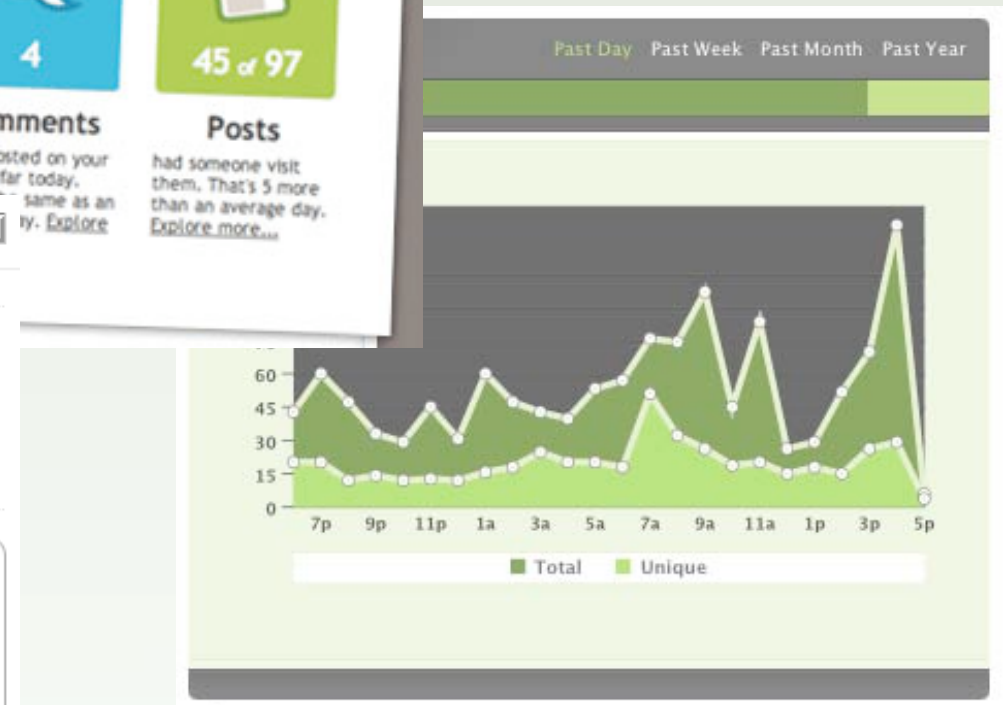 4
45 of 97
mments
osted on your
far today.
same as an
ay. Explore
Posts
had someone visit
them. That's 5 more
than an average day.
Explore more...
Past Day Past Week Past Month Past Year
60
45
30
15
0
7p 9p 11p 1a 3a 5a 7a 9a 11a 1p 3p 5p
Total Unique